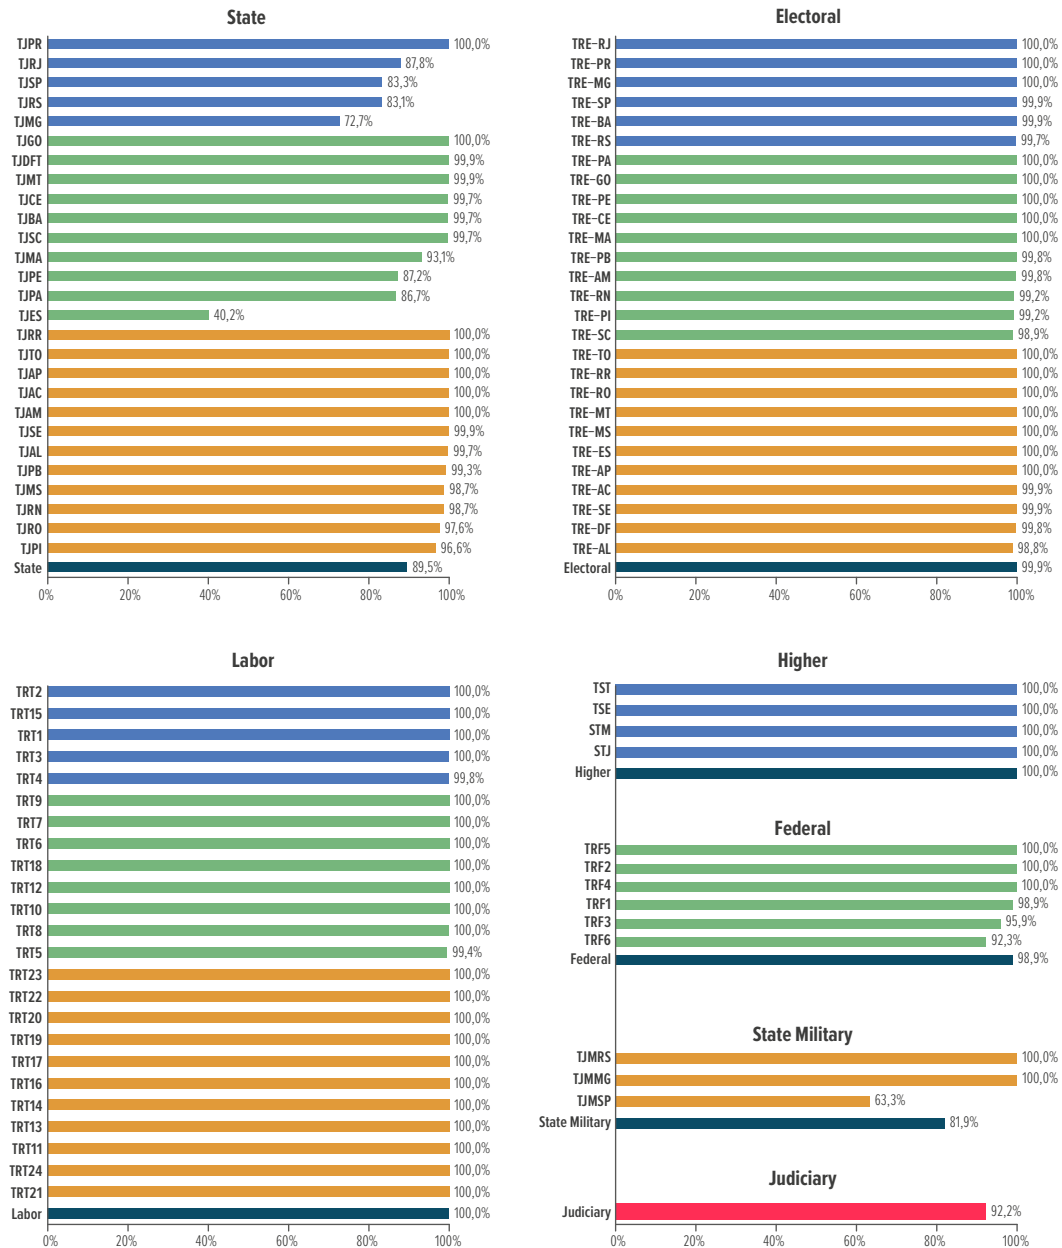 State
TJPR 100,0%
TJRJ 87,8%
TJSP 83,3%
TJRS 83,1%
TJMG 72,7%
TJGO 100,0%
TJDFT 99,9%
TJMT 99,9%
TJCE 99,7%
TJBA 99,7%
TJSC 99,7%
TJMA 93,1%
TJPE 87,2%
TJPA 86,7%
TJES 40,2%
TJRR 100,0%
TJTO 100,0%
TJAP 100,0%
TJAC 100,0%
TJAM 100,0%
TJSE 99,9%
TJAL 99,7%
TJPB 99,3%
TJMS 98,7%
TJRN 98,7%
TJRO 97,6%
TJPI 96,6%
State 89,5%
0% 20% 40% 60% 80% 100%
Electoral
TRE-RJ 100,0%
TRE-PR 100,0%
TRE-MG 100,0%
TRE-SP 99,9%
TRE-BA 99,9%
TRE-RS 99,7%
TRE-PA 100,0%
TRE-GO 100,0%
TRE-PE 100,0%
TRE-CE 100,0%
TRE-MA 100,0%
TRE-PB 99,8%
TRE-AM 99,8%
TRE-RN 99,2%
TRE-PI 99,2%
TRE-SC 98,9%
TRE-TO 100,0%
TRE-RR 100,0%
TRE-RO 100,0%
TRE-MT 100,0%
TRE-MS 100,0%
TRE-ES 100,0%
TRE-AP 100,0%
TRE-AC 99,9%
TRE-SE 99,9%
TRE-DF 99,8%
TRE-AL 98,8%
Electoral 99,9%
0% 20% 40% 60% 80% 100%
Labor
TRT2 100,0%
TRT15 100,0%
TRT1 100,0%
TRT3 100,0%
TRT4 99,8%
TRT9 100,0%
TRT7 100,0%
TRT6 100,0%
TRT18 100,0%
TRT12 100,0%
TRT10 100,0%
TRT8 100,0%
TRT5 99,4%
TRT23 100,0%
TRT22 100,0%
TRT20 100,0%
TRT19 100,0%
TRT17 100,0%
TRT16 100,0%
TRT14 100,0%
TRT13 100,0%
TRT11 100,0%
TRT24 100,0%
TRT21 100,0%
Labor 100,0%
0% 20% 40% 60% 80% 100%
Higher
TST 100,0%
TSE 100,0%
STM 100,0%
STJ 100,0%
Higher 100,0%
Federal
TRF5 100,0%
TRF2 100,0%
TRF4 100,0%
TRF1 98,9%
TRF3 95,9%
TRF6 92,3%
Federal 98,9%
State Military
TJMRS 100,0%
TJMMG 100,0%
TJMSP 63,3%
State Military 81,9%
Judiciary
Judiciary 92,2%
0% 20% 40% 60% 80% 100%